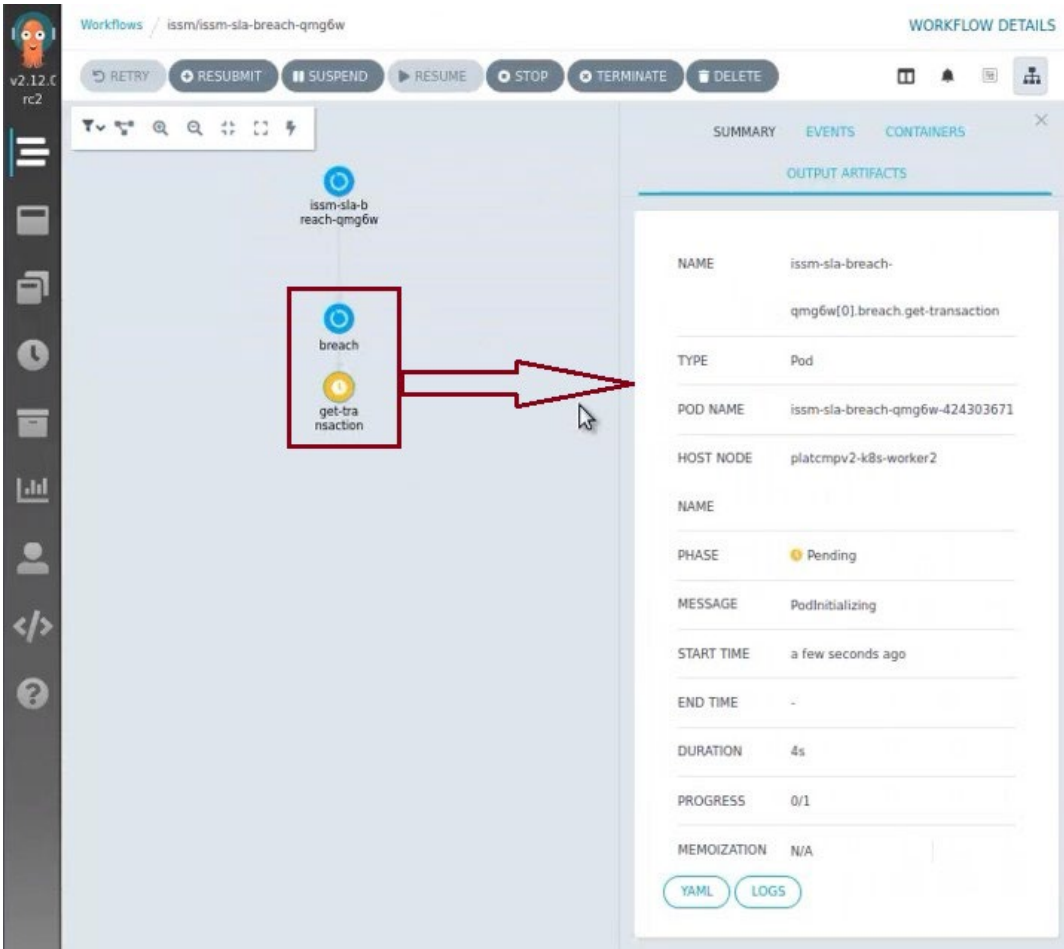 Workflows / issm/issm-sla-breach-qmg6w
WORKFLOW DETAILS
v2.12.0
rc2
RETRY
RESUBMIT
SUSPEND
RESUME
STOP
TERMINATE
DELETE
SUMMARY
EVENTS
CONTAINERS
OUTPUT ARTIFACTS
issm-sla-b
reach-qmg6w
breach
get-tra
nsaction
NAME issm-sla-breach-
qmg6w[0].breach.get-transaction
TYPE Pod
POD NAME issm-sla-breach-qmg6w-424303671
HOST NODE platcmpv2-k8s-worker2
NAME
PHASE Pending
MESSAGE PodInitializing
START TIME a few seconds ago
END TIME -
DURATION 4s
PROGRESS 0/1
MEMOIZATION N/A
YAML
LOGS